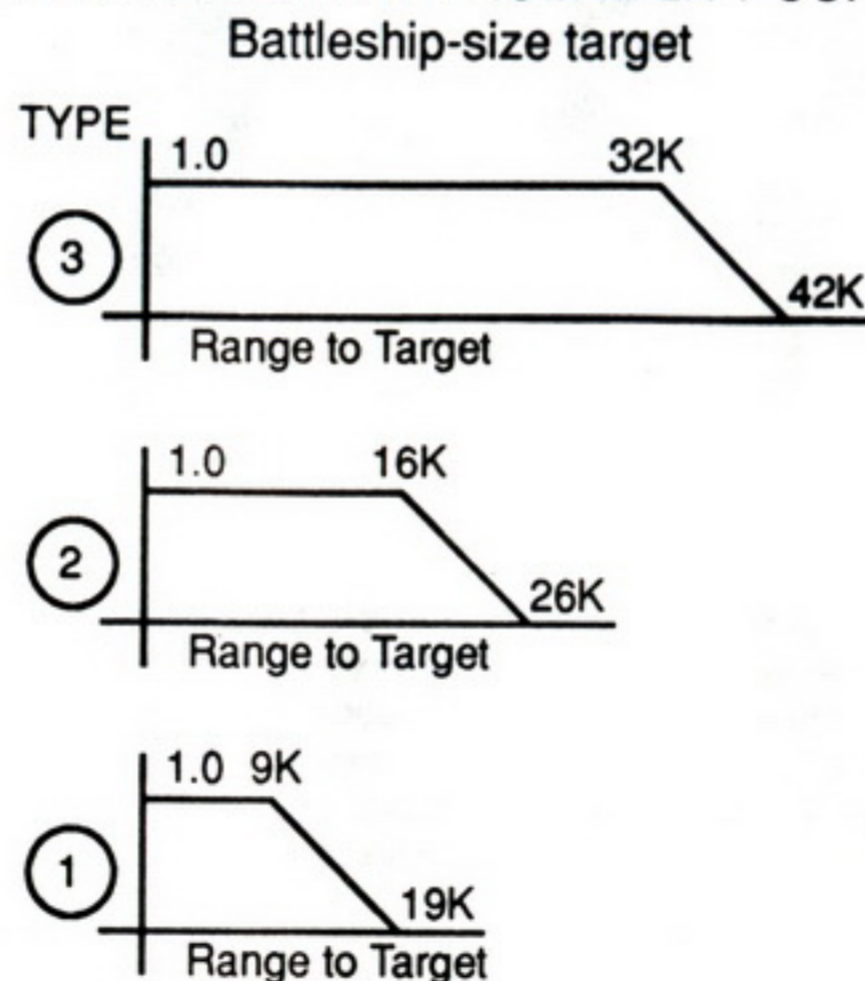 Battleship-size target
TYPE
1.0 32K
3
42K
Range to Target
1.0 16K
2
26K
Range to Target
1.0 9K
1
19K
Range to Target